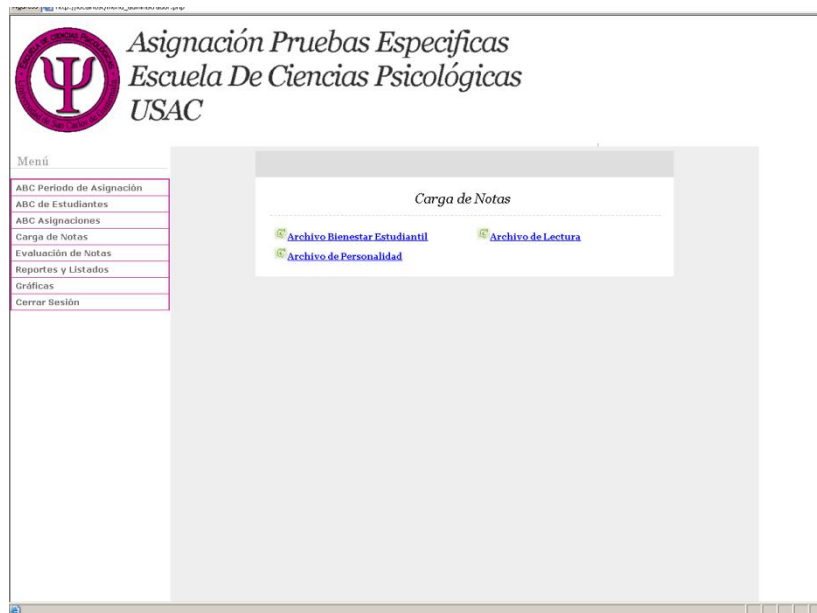 Asignación Pruebas Especificas
Escuela De Ciencias Psicológicas
USAC
Menú
ABC Periodo de Asignación
ABC de Estudiantes
ABC Asignaciones
Carga de Notas
Evaluación de Notas
Reportes y Listados
Gráficas
Cerrar Sesión
Carga de Notas
Archivo Bienestar Estudiantil
Archivo de Lectura
Archivo de Personalidad